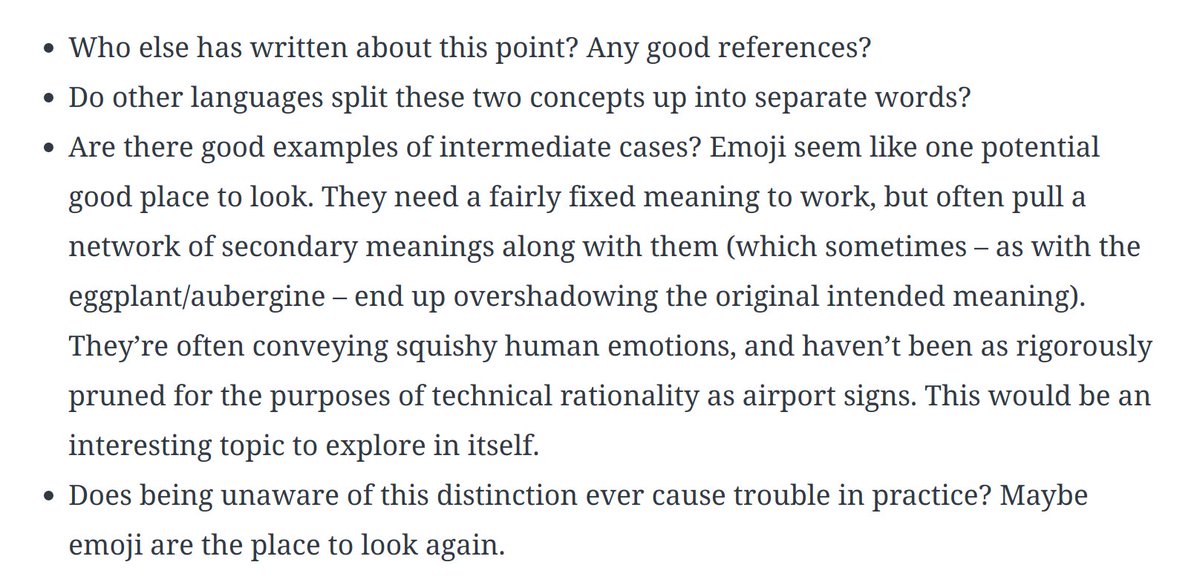 • Who else has written about this point? Any good references?
• Do other languages split these two concepts up into separate words?
• Are there good examples of intermediate cases? Emoji seem like one potential
good place to look. They need a fairly fixed meaning to work, but often pull a
network of secondary meanings along with them (which sometimes – as with the
eggplant/aubergine – end up overshadowing the original intended meaning).
They’re often conveying squishy human emotions, and haven’t been as rigorously
pruned for the purposes of technical rationality as airport signs. This would be an
interesting topic to explore in itself.
• Does being unaware of this distinction ever cause trouble in practice? Maybe
emoji are the place to look again.